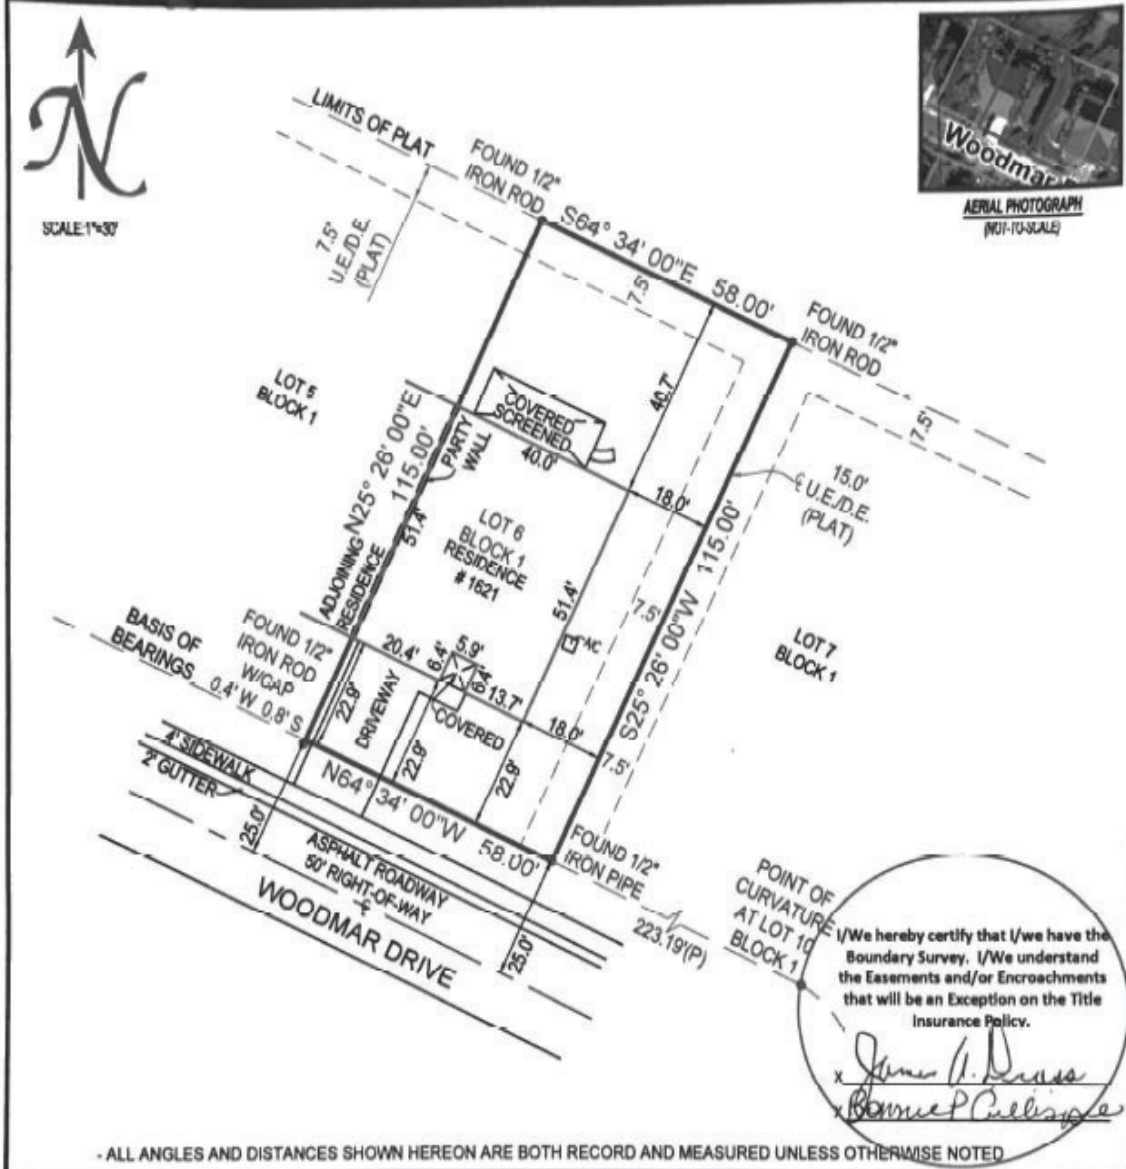 N
SCALE:1"=30'
Woodmar
AERIAL PHOTOGRAPH
(NOT-TO-SCALE)
LIMITS OF PLAT
FOUND 1/2"
IRON ROD
S64° 34' 00"E 58.00'
7.5'
U.E./D.E.
(PLAT)
7.5'
FOUND 1/2"
IRON ROD
7.5'
LOT 5
BLOCK 1
COVERED
SCREENED
40.0'
40.7'
18.0'
15.0'
U.E./D.E.
(PLAT)
N25° 26' 00"E
115.00'
PARTY
WALL
51.4'
ADJOINING
RESIDENCE
LOT 6
BLOCK 1
RESIDENCE
# 1621
51.4'
AC
7.5'
S25° 26' 00"W 115.00'
LOT 7
BLOCK 1
BASIS OF
BEARINGS
FOUND 1/2"
IRON ROD
W/CAP
0.4' W 0.8' S
20.4'
6.4'
5.9'
6.4'
13.7'
18.0'
7.5'
22.9'
DRIVEWAY
COVERED
22.9'
22.9'
4' SIDEWALK
2' GUTTER
N64° 34' 00"W 58.00'
25.0'
ASPHALT ROADWAY
50' RIGHT-OF-WAY
WOODMAR DRIVE
25.0'
FOUND 1/2"
IRON PIPE
223.19'(P)
POINT OF
CURVATURE
AT LOT 10
BLOCK 1
I/We hereby certify that I/we have the
Boundary Survey. I/We understand
the Easements and/or Encroachments
that will be an Exception on the Title
Insurance Policy.
x James A.
x Bonnie P
- ALL ANGLES AND DISTANCES SHOWN HEREON ARE BOTH RECORD AND MEASURED UNLESS OTHERWISE NOTED